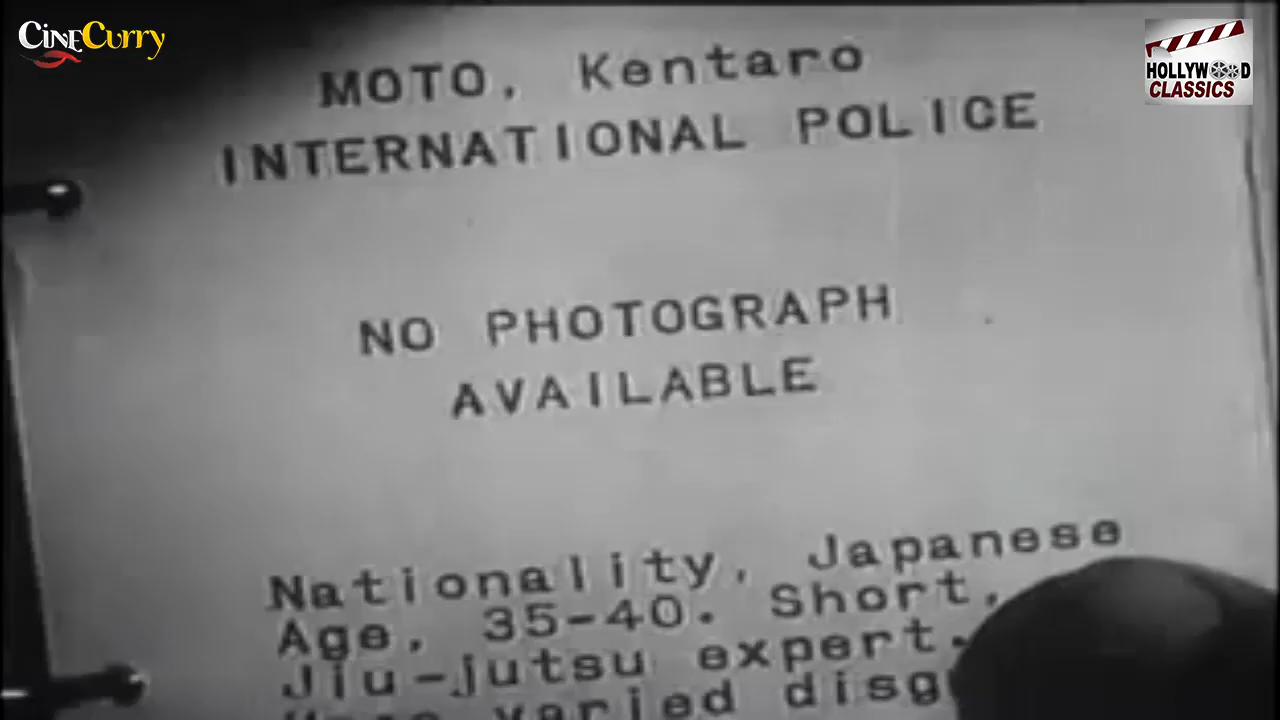 CINECURRY
HOLLYWOOD
CLASSICS
MOTO, Kentaro
INTERNATIONAL POLICE
NO PHOTOGRAPH
AVAILABLE
Nationality, Japanese
Age, 35-40. Short,
Jiu-jutsu expert.
varied